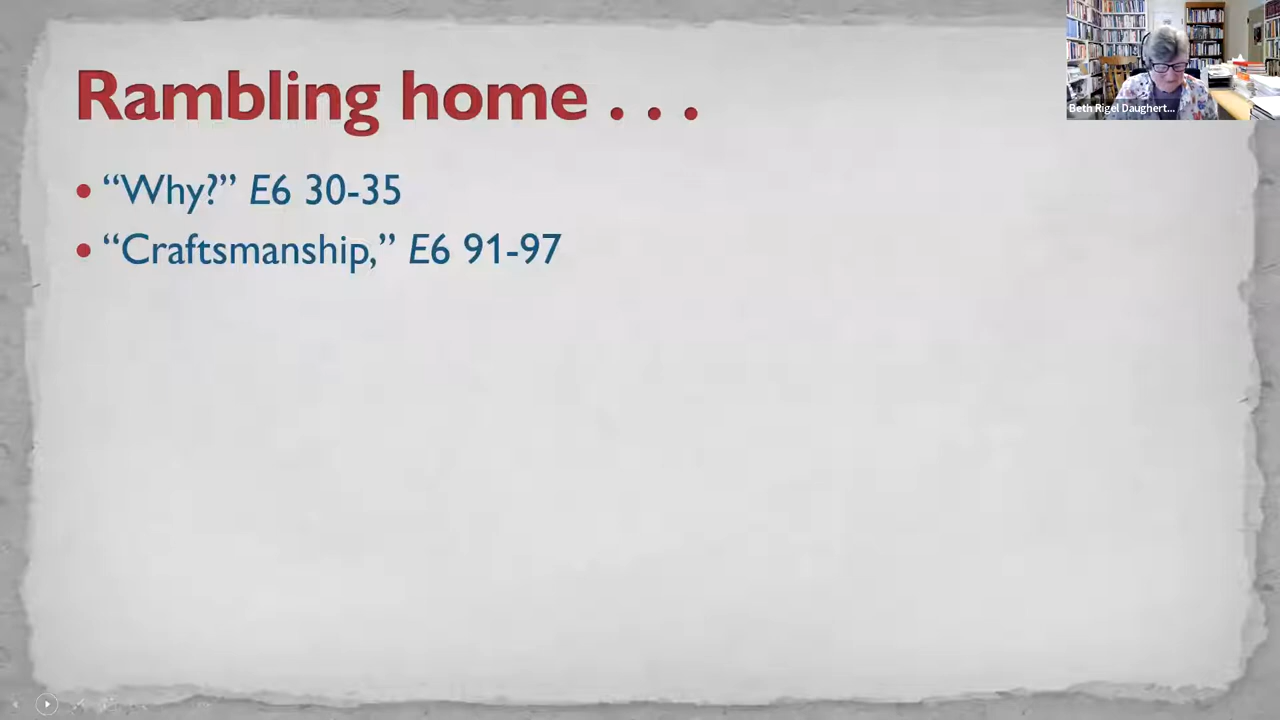 Rambling home . . .
• “Why?” E6 30-35
• “Craftsmanship,” E6 91-97
Beth Rigel Daughert...